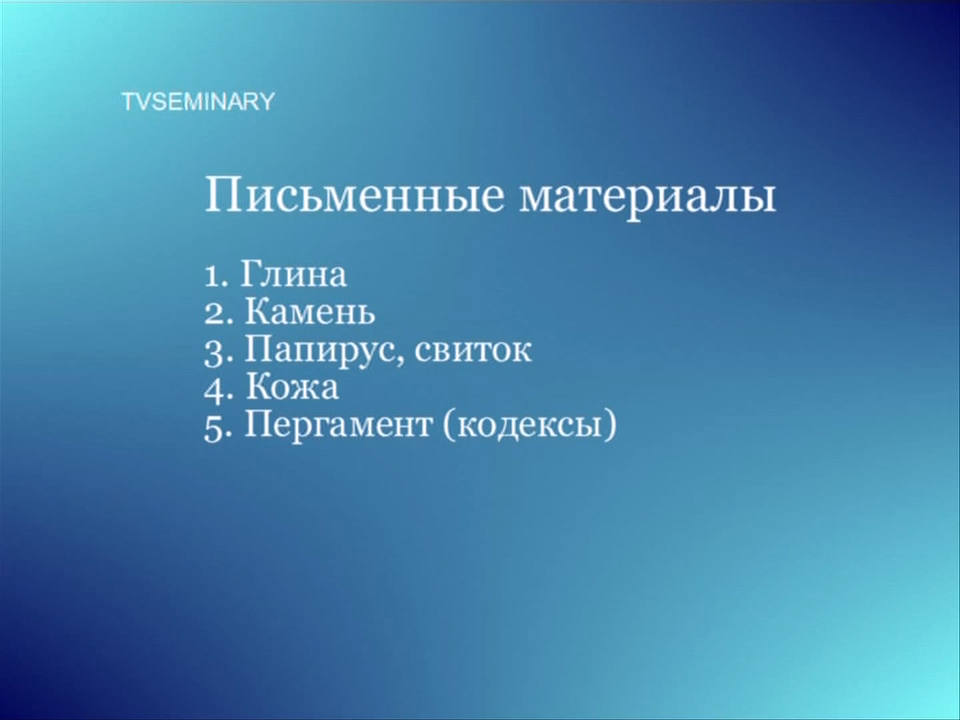 TVSEMINARY
Письменные материалы
1. Глина
2. Камень
3. Папирус, свиток
4. Кожа
5. Пергамент (кодексы)